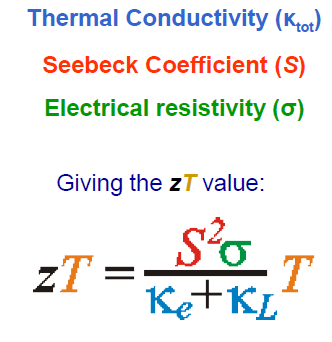 Thermal Conductivity (κtot)
Seebeck Coefficient (S)
Electrical resistivity (σ)
Giving the zT value:
zT = S²σ / κe+κL T